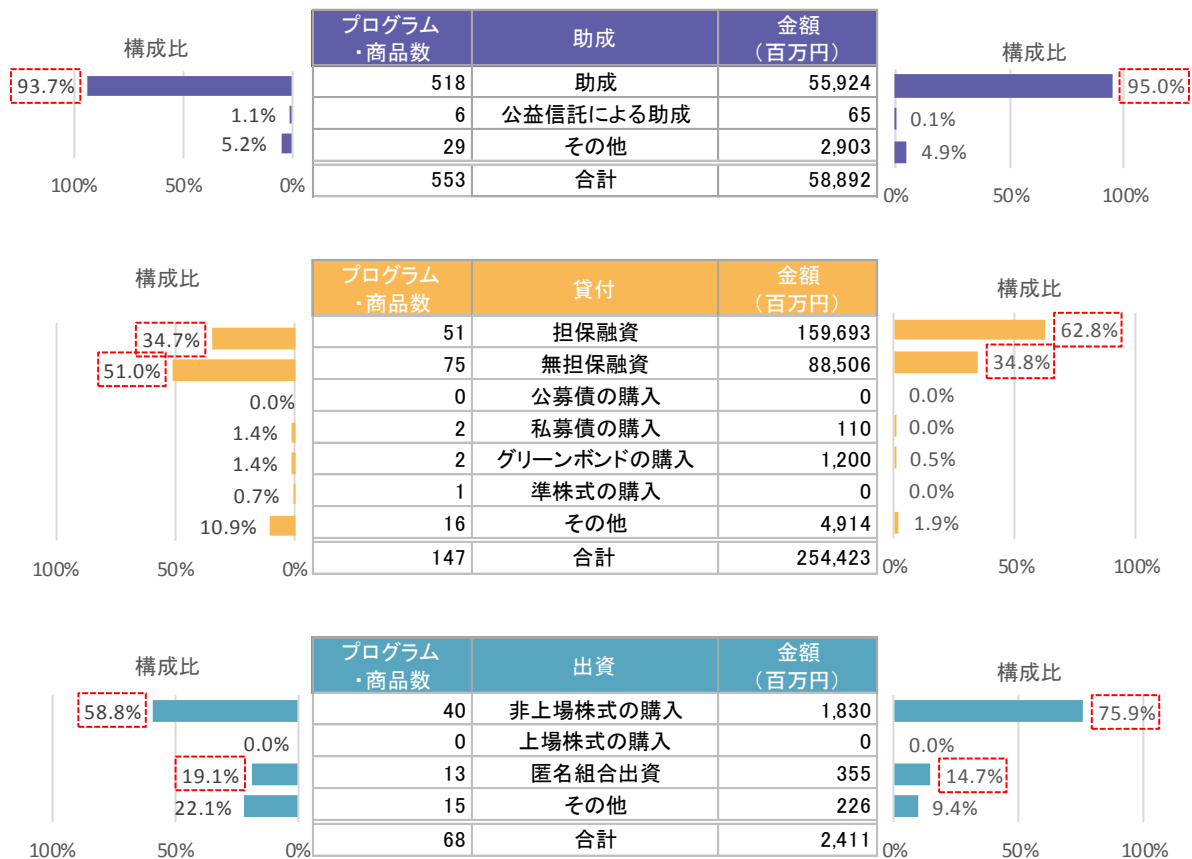 構成比
93.7%
1.1%
5.2%
100% 50% 0%
プログラム
・商品数 助成 金額
（百万円）
518 助成 55,924
6 公益信託による助成 65
29 その他 2,903
553 合計 58,892
構成比
95.0%
0.1%
4.9%
0% 50% 100%
構成比
34.7%
51.0%
0.0%
1.4%
1.4%
0.7%
10.9%
100% 50% 0%
プログラム
・商品数 貸付 金額
（百万円）
51 担保融資 159,693
75 無担保融資 88,506
0 公募債の購入 0
2 私募債の購入 110
2 グリーンボンドの購入 1,200
1 準株式の購入 0
16 その他 4,914
147 合計 254,423
構成比
62.8%
34.8%
0.0%
0.0%
0.5%
0.0%
1.9%
0% 50% 100%
構成比
58.8%
0.0%
19.1%
22.1%
100% 50% 0%
プログラム
・商品数 出資 金額
（百万円）
40 非上場株式の購入 1,830
0 上場株式の購入 0
13 匿名組合出資 355
15 その他 226
68 合計 2,411
構成比
75.9%
0.0%
14.7%
9.4%
0% 50% 100%